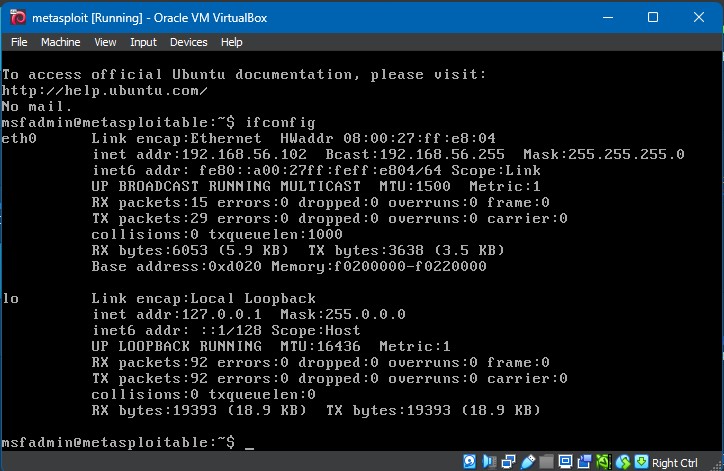 metasploit [Running] - Oracle VM VirtualBox
File Machine View Input Devices Help
To access official Ubuntu documentation, please visit:
http://help.ubuntu.com/
No mail.
msfadmin@metasploitable:~$ ifconfig
eth0 Link encap:Ethernet HWaddr 08:00:27:ff:e8:04
inet addr:192.168.56.102 Bcast:192.168.56.255 Mask:255.255.255.0
inet6 addr: fe80::a00:27ff:feff:e804/64 Scope:Link
UP BROADCAST RUNNING MULTICAST MTU:1500 Metric:1
RX packets:15 errors:0 dropped:0 overruns:0 frame:0
TX packets:29 errors:0 dropped:0 overruns:0 carrier:0
collisions:0 txqueuelen:1000
RX bytes:6053 (5.9 KB) TX bytes:3638 (3.5 KB)
Base address:0xd020 Memory:f0200000-f0220000
lo Link encap:Local Loopback
inet addr:127.0.0.1 Mask:255.0.0.0
inet6 addr: ::1/128 Scope:Host
UP LOOPBACK RUNNING MTU:16436 Metric:1
RX packets:92 errors:0 dropped:0 overruns:0 frame:0
TX packets:92 errors:0 dropped:0 overruns:0 carrier:0
collisions:0 txqueuelen:0
RX bytes:19393 (18.9 KB) TX bytes:19393 (18.9 KB)
msfadmin@metasploitable:~$ _
Right Ctrl